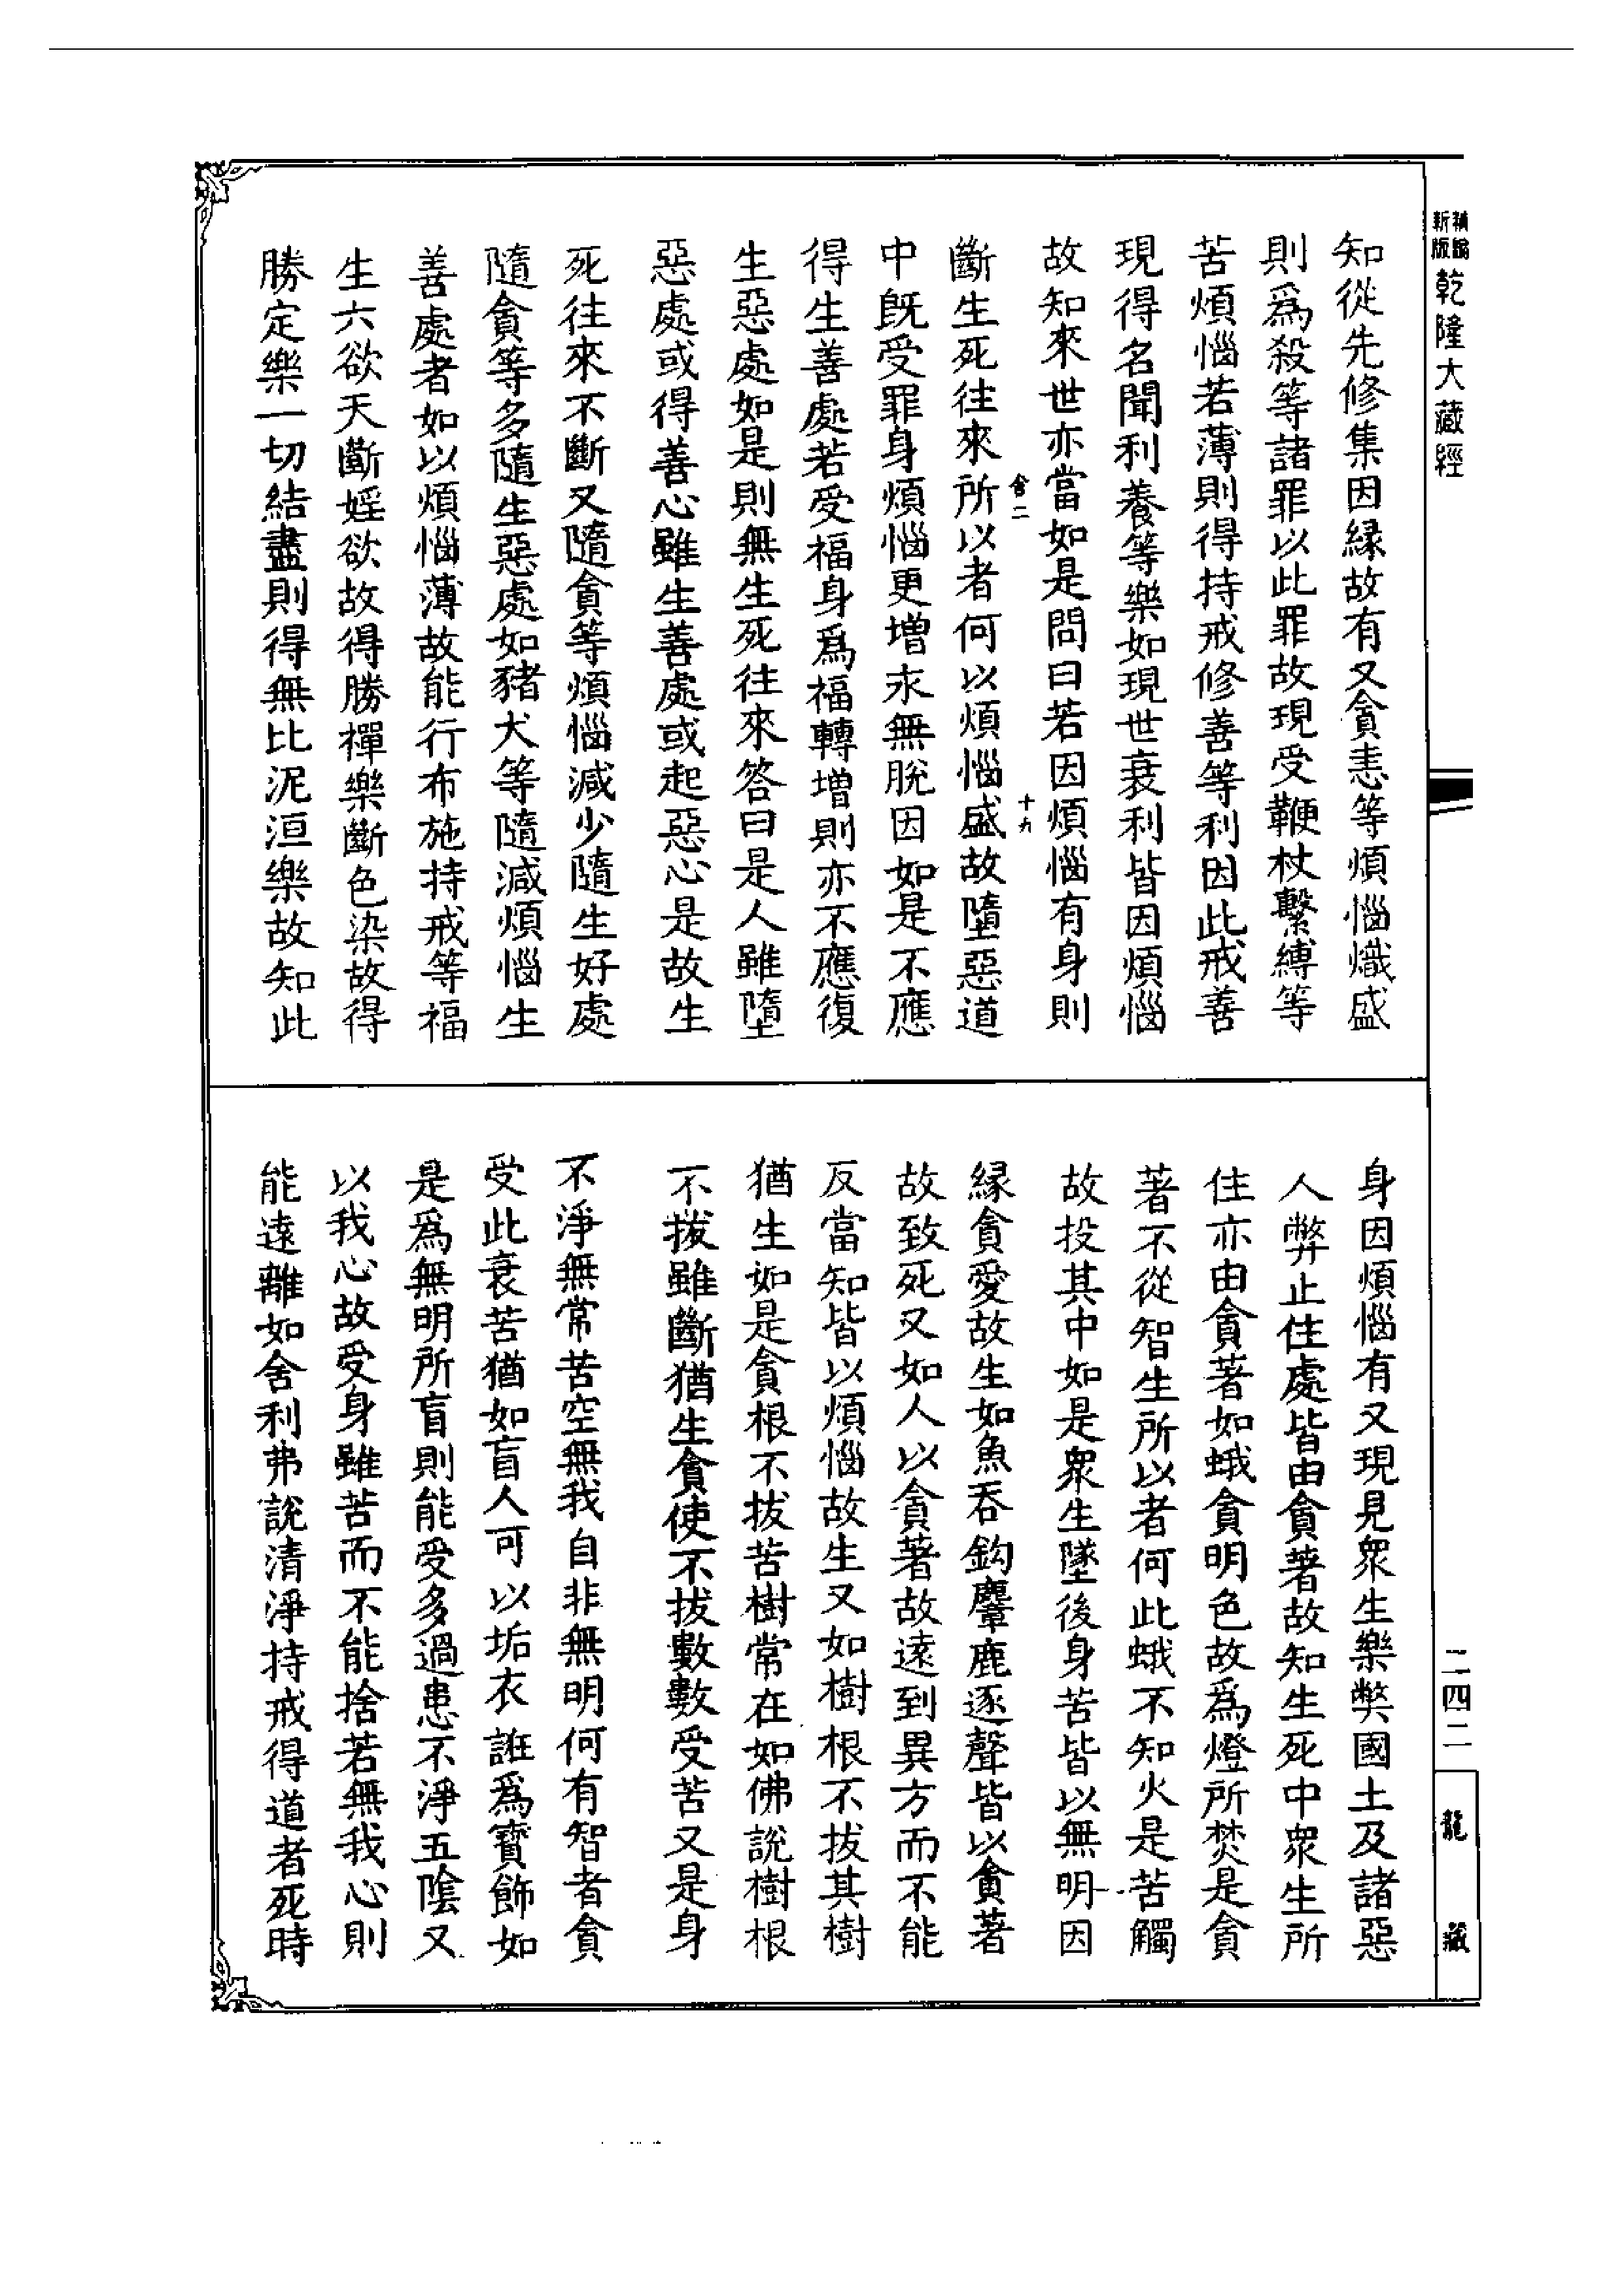 新版
乾隆大藏經
知從先修集因緣故有又貪恚等煩惱熾盛
則爲殺等諸罪以此罪故現受鞭杖繫縛等
苦煩惱若薄則得持戒修善等利因此戒善
現得名聞利養等樂如現世衰利皆因煩惱
故知來世亦當如是問曰若因煩惱有身則
舍二
十九
斷生死往來所以者何以煩惱盛故墮惡道
中旣受罪身煩惱更增永無脫因如是不應
得生善處若受福身爲福轉增則亦不應復
生惡處如是則無生死往來答曰是人雖墮
惡處或得善心雖生善處或起惡心是故生
死往來不斷又隨貪等煩惱減少隨生好處
隨貪等多隨生惡處如豬犬等隨減煩惱生
善處者如以煩惱薄故能行布施持戒等福
生六欲天斷婬欲故得勝禪樂斷色染故得
勝定樂一切結盡則得無比泥洹樂故知此
身因煩惱有又現見眾生樂弊國土及諸惡
人弊止住處皆由貪著故知生死中眾生所
住亦由貪著如蛾貪明色故爲燈所焚是貪
著不從智生所以者何此蛾不知火是苦觸
故投其中如是眾生墜後身苦皆以無明因
緣貪愛故生如魚吞鈎麞鹿逐聲皆以貪著
故致死又如人以貪著故遠到異方而不能
反當知皆以煩惱故生又如樹根不拔其樹
猶生如是貪根不拔苦樹常在如佛說樹根
不拔雖斷猶生貪使不拔數數受苦又是身
不淨無常苦空無我自非無明何有智者貪
受此衰苦猶如盲人可以垢衣誑爲寶飾如
是爲無明所盲則能受多過患不淨五陰又
以我心故受身雖苦而不能捨若無我心則
能遠離如舍利弗說清淨持戒得道者死時
二四二
龍藏